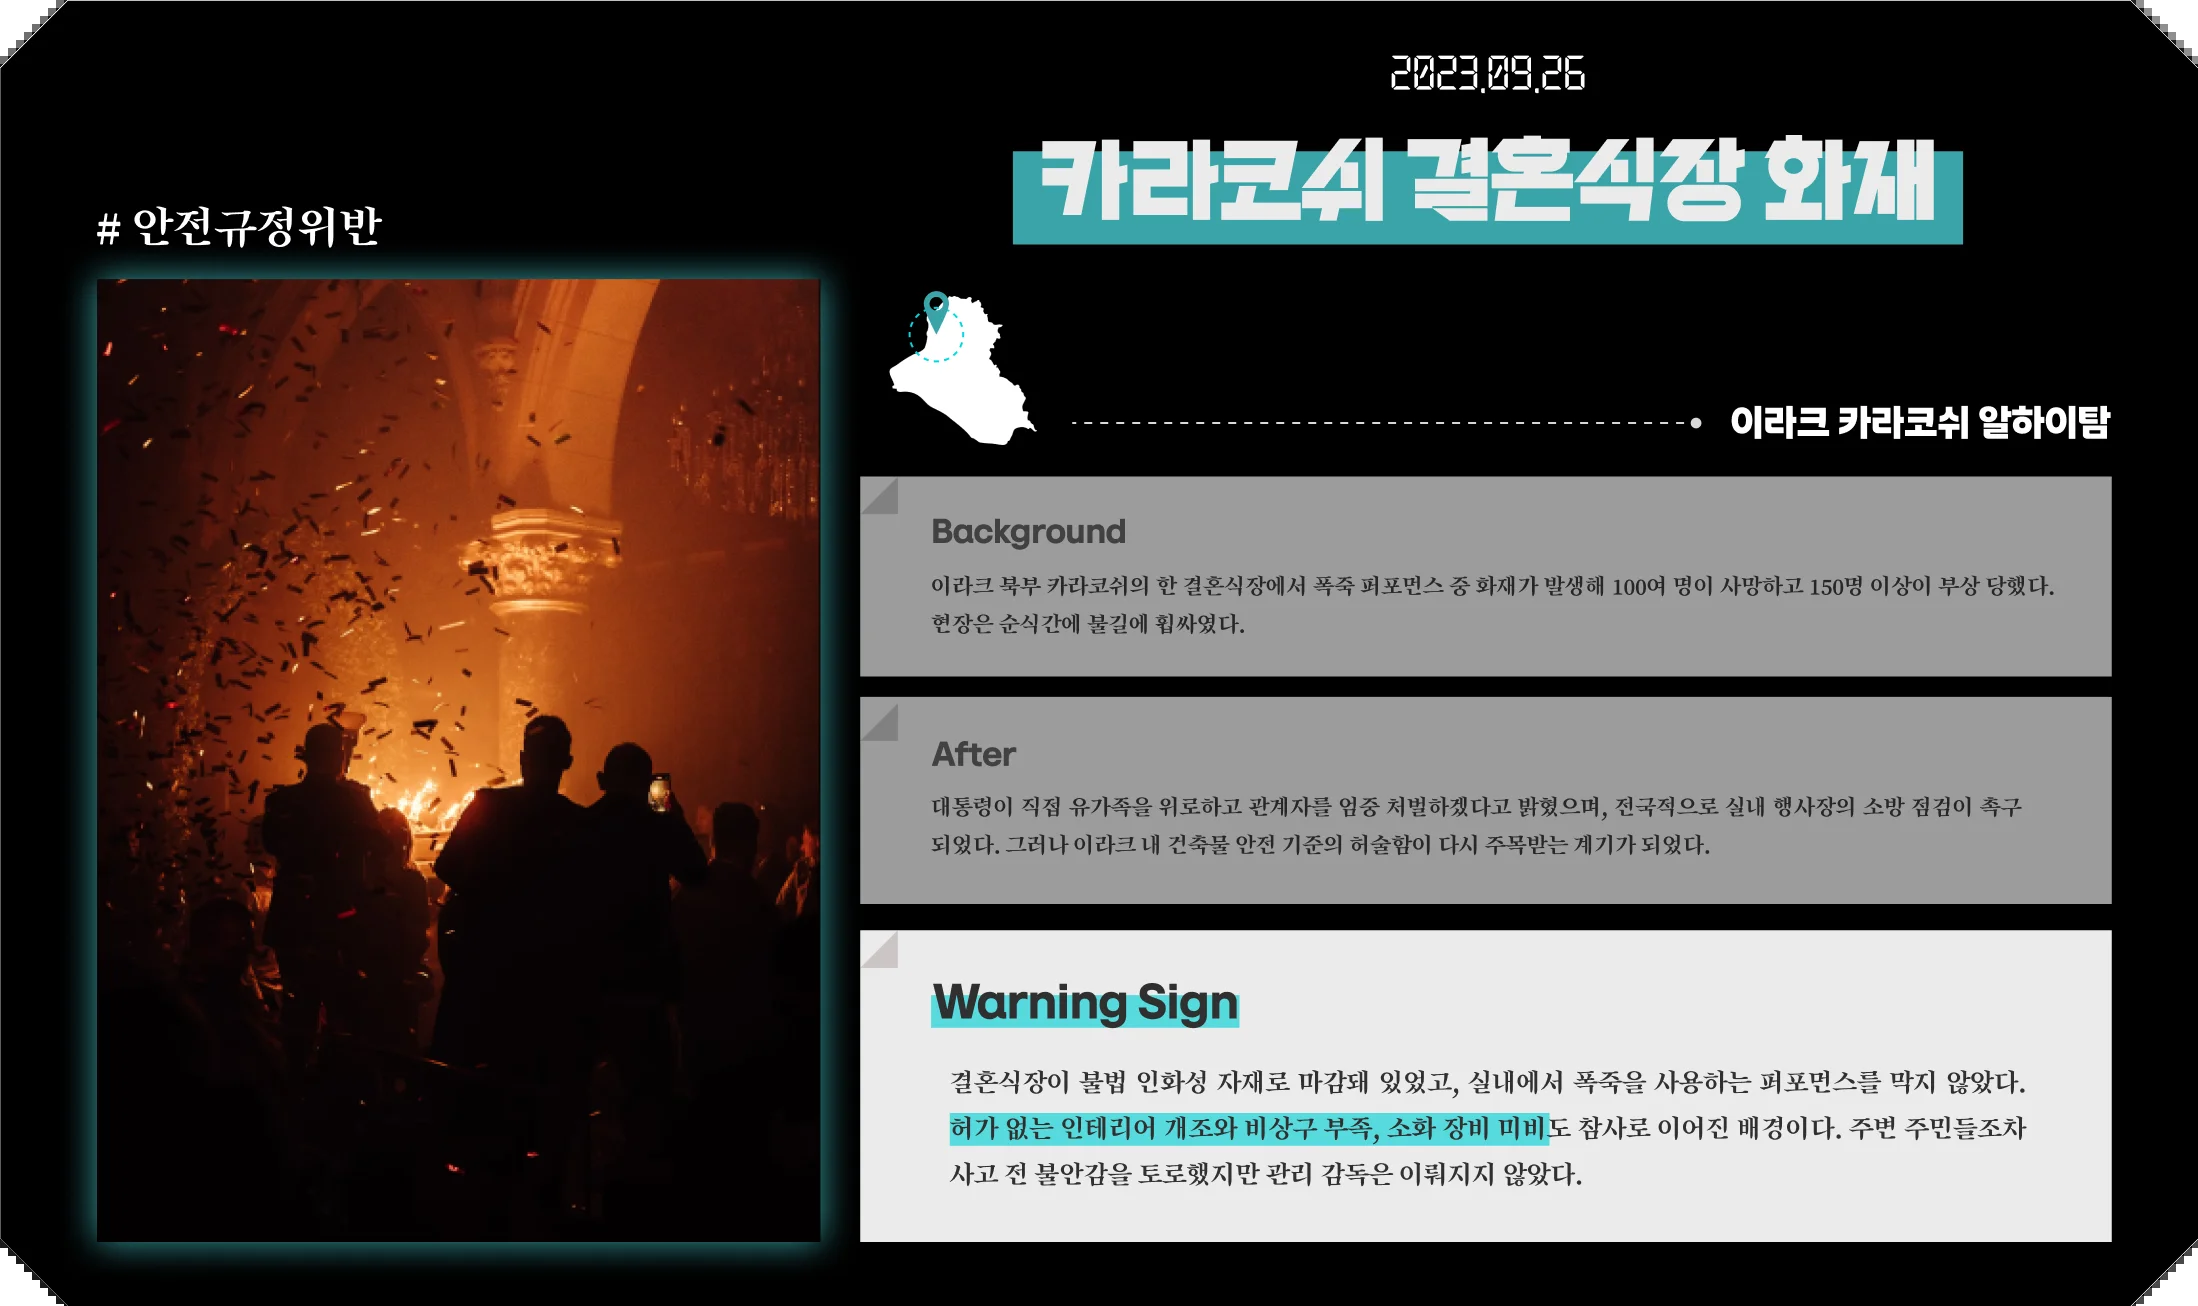 2023.09.26
카라코쉬 결혼식장 화재
# 안전규정위반
이라크 카라코쉬 알하이탐
Background
이라크 북부 카라코쉬의 한 결혼식장에서 폭죽 퍼포먼스 중 화재가 발생해 100여 명이 사망하고 150명 이상이 부상 당했다.
현장은 순식간에 불길에 휩싸였다.
After
대통령이 직접 유가족을 위로하고 관계자를 엄중 처벌하겠다고 밝혔으며, 전국적으로 실내 행사장의 소방 점검이 촉구
되었다. 그러나 이라크 내 건축물 안전 기준의 허술함이 다시 주목받는 계기가 되었다.
Warning Sign
결혼식장이 불법 인화성 자재로 마감돼 있었고, 실내에서 폭죽을 사용하는 퍼포먼스를 막지 않았다.
허가 없는 인테리어 개조와 비상구 부족, 소화 장비 미비도 참사로 이어진 배경이다. 주변 주민들조차
사고 전 불안감을 토로했지만 관리 감독은 이뤄지지 않았다.